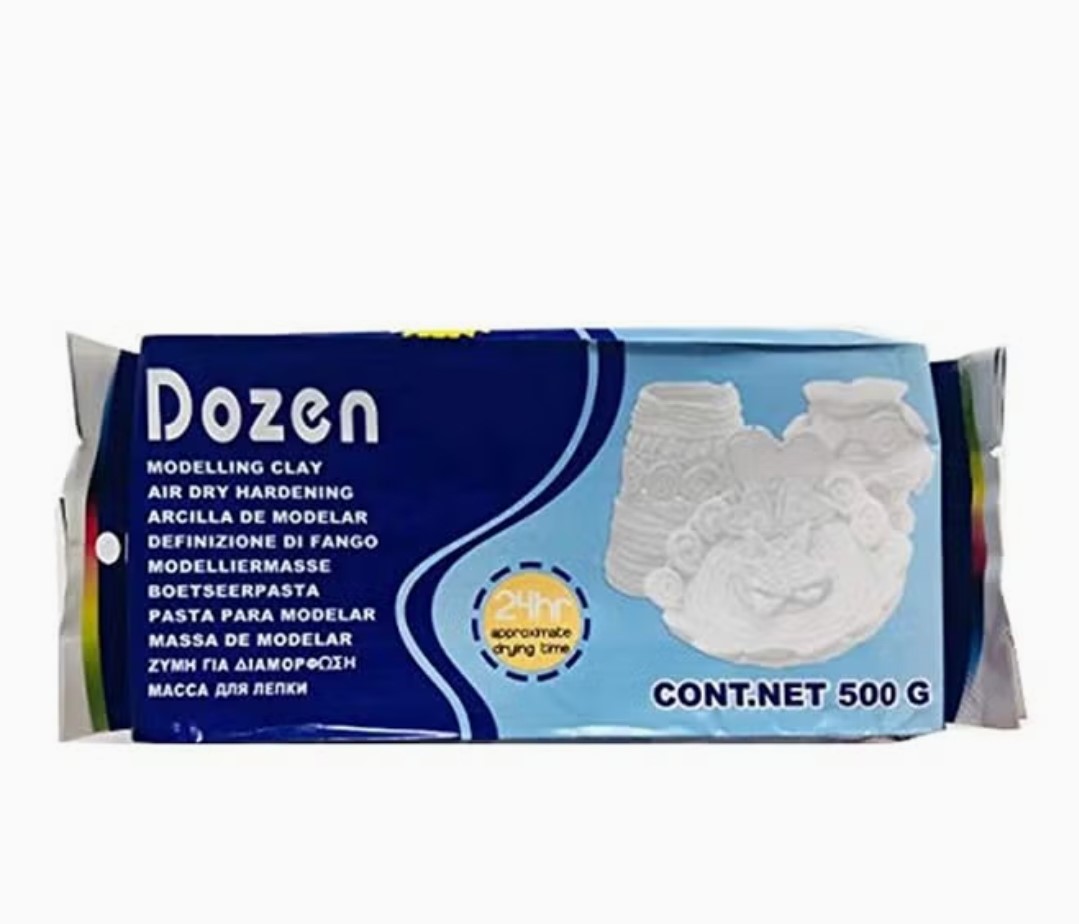 Dozen
MODELLING CLAY
AIR DRY HARDENING
ARCILLA DE MODELAR
DEFINIZIONE DI FANGO
MODELLIERMASSE
BOETSEERPASTA
PASTA PARA MODELAR
MASSA DE MODELAR
ΖΥΜΗ ΓΙΑ ΔΙΑΜΟΡΦΩΣΗ
МАССА ДЛЯ ЛЕПКИ
24hr
approximate
drying time
CONT.NET 500 G